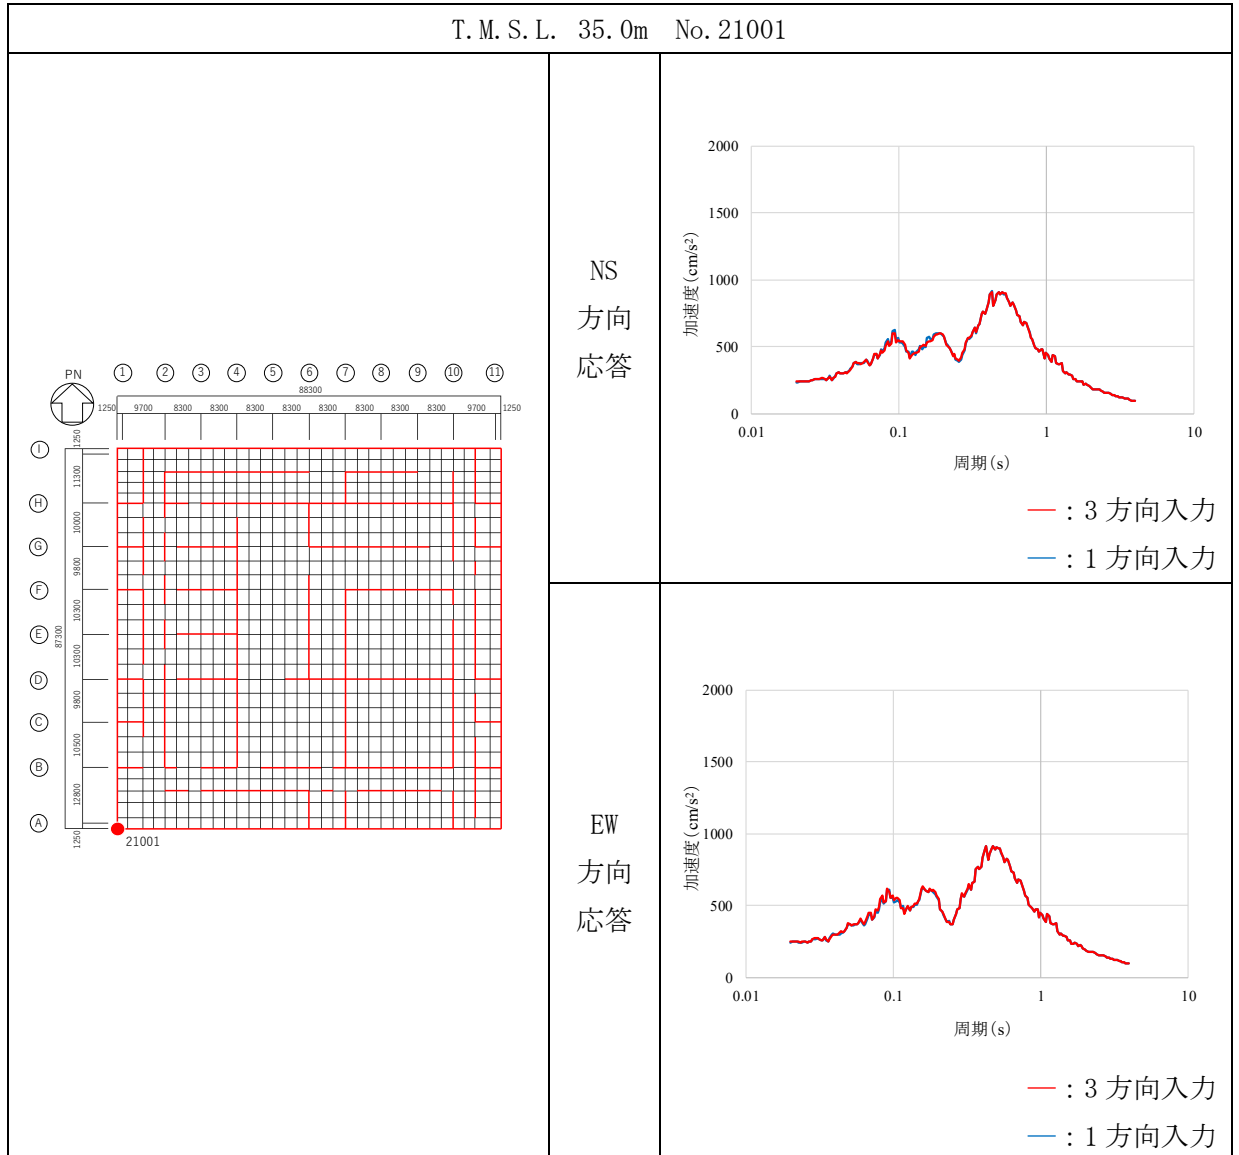 T.M.S.L. 35.0m No.21001
PN
1 2 3 4 5 6 7 8 9 10 11
88300
1250 9700 8300 8300 8300 8300 8300 8300 8300 8300 9700 1250
I
H
G
F
E
D
C
B
A
1250
11300
10000
9800
10300
10300
9800
10500
12800
1250
87300
21001
NS
方向
応答
2000
1500
1000
500
0
加速度(cm/s²)
0.01 0.1 1 10
周期(s)
:3方向入力
:1方向入力
EW
方向
応答
2000
1500
1000
500
0
加速度(cm/s²)
0.01 0.1 1 10
周期(s)
:3方向入力
:1方向入力